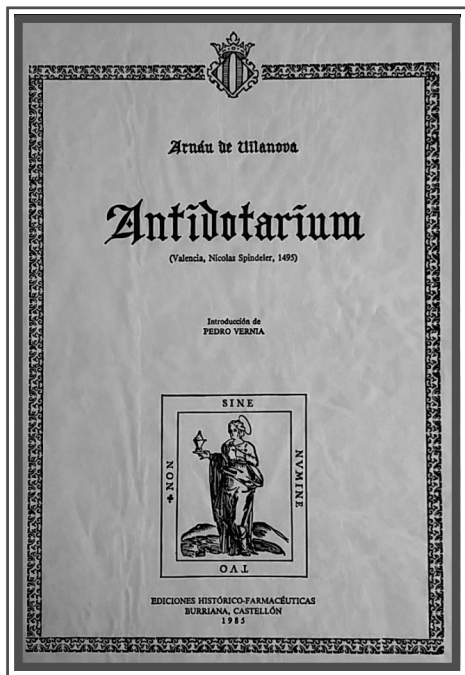 Arnáu de Uilanova
Antidotarium
(Valencia, Nicolas Spindeler, 1495)
Introducción de
PEDRO VERNIA
SINE
NVMINE
TVO
✦NON
EDICIONES HISTÓRICO-FARMACÉUTICAS
BURRIANA, CASTELLÓN
1985